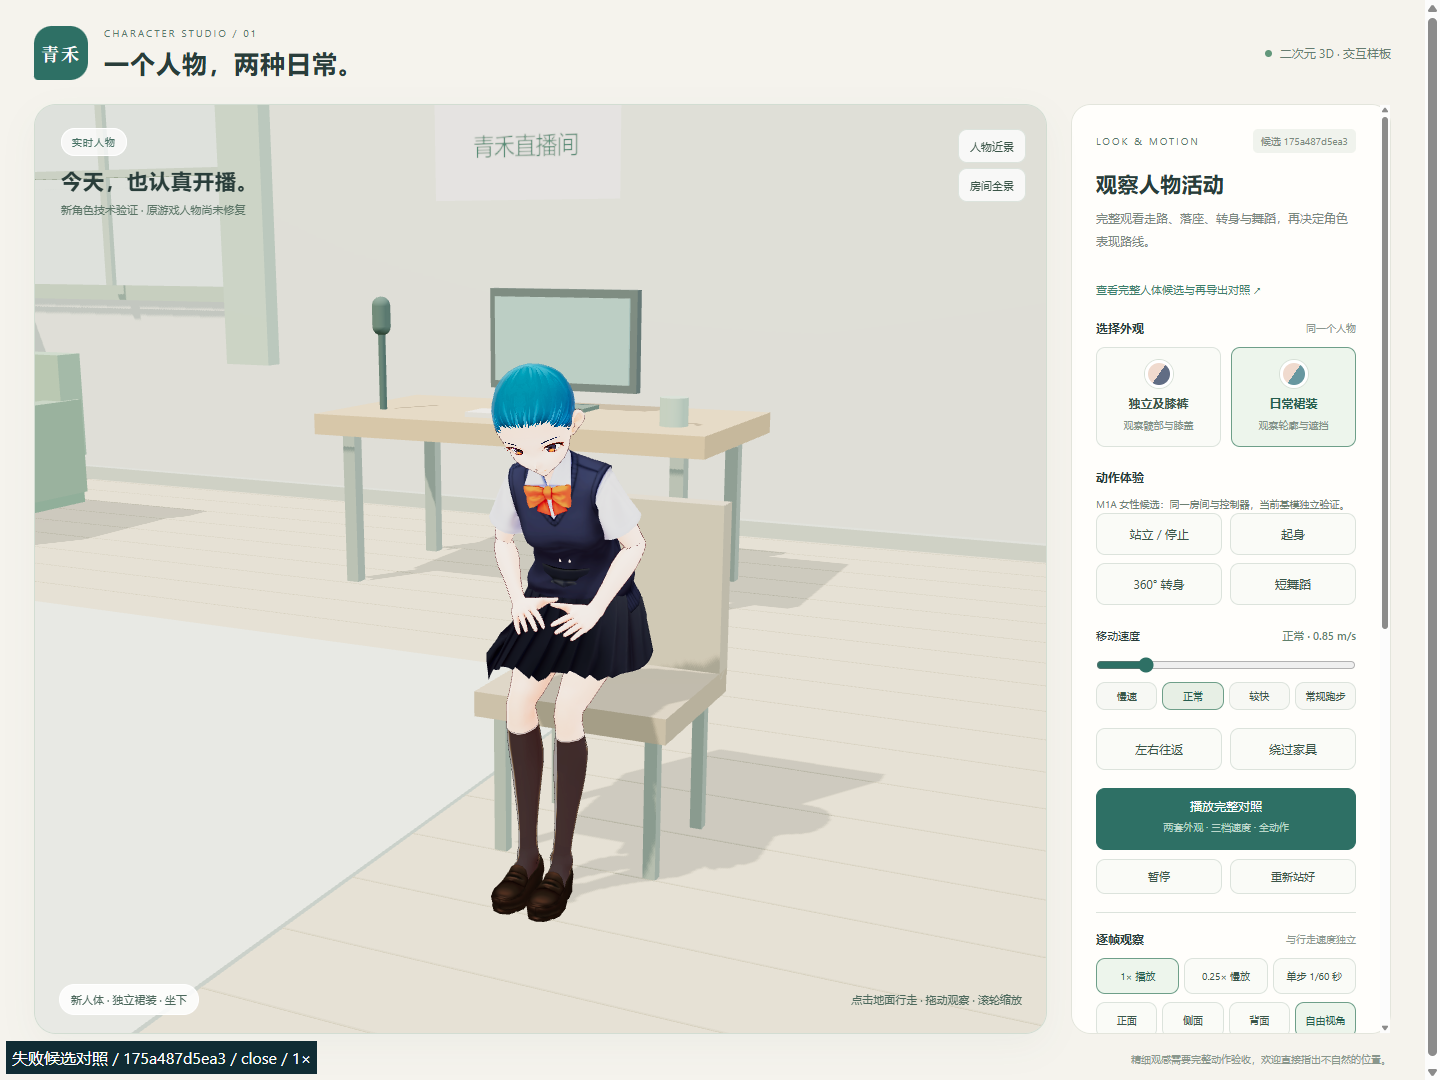 青禾
CHARACTER STUDIO / 01
一个人物，两种日常。
二次元 3D · 交互样板
实时人物
今天，也认真开播。
新角色技术验证 · 原游戏人物尚未修复
青禾直播间
人物近景
房间全景
新人体 · 独立裙装 · 坐下
点击地面行走 · 拖动观察 · 滚轮缩放
LOOK & MOTION
候选 175a487d5ea3
观察人物活动
完整观看走路、落座、转身与舞蹈，再决定角色
表现路线。
查看完整人体候选与再导出对照 ↗
选择外观
同一个人物
独立及膝裤
观察腿部与膝盖
日常裙装
观察轮廓与遮挡
动作体验
M1A 女性候选：同一房间与控制器，当前基模独立验证。
站立 / 停止
起身
360° 转身
短舞蹈
移动速度
正常 · 0.85 m/s
慢速
正常
较快
常规跑步
左右往返
绕过家具
播放完整对照
两套外观 · 三档速度 · 全动作
暂停
重新站好
逐帧观察
与行走速度独立
1× 播放
0.25× 慢放
单步 1/60 秒
正面
侧面
背面
自由视角
失败候选对照 / 175a487d5ea3 / close / 1×
精细观感需要完整动作验收，欢迎直接指出不自然的位置。